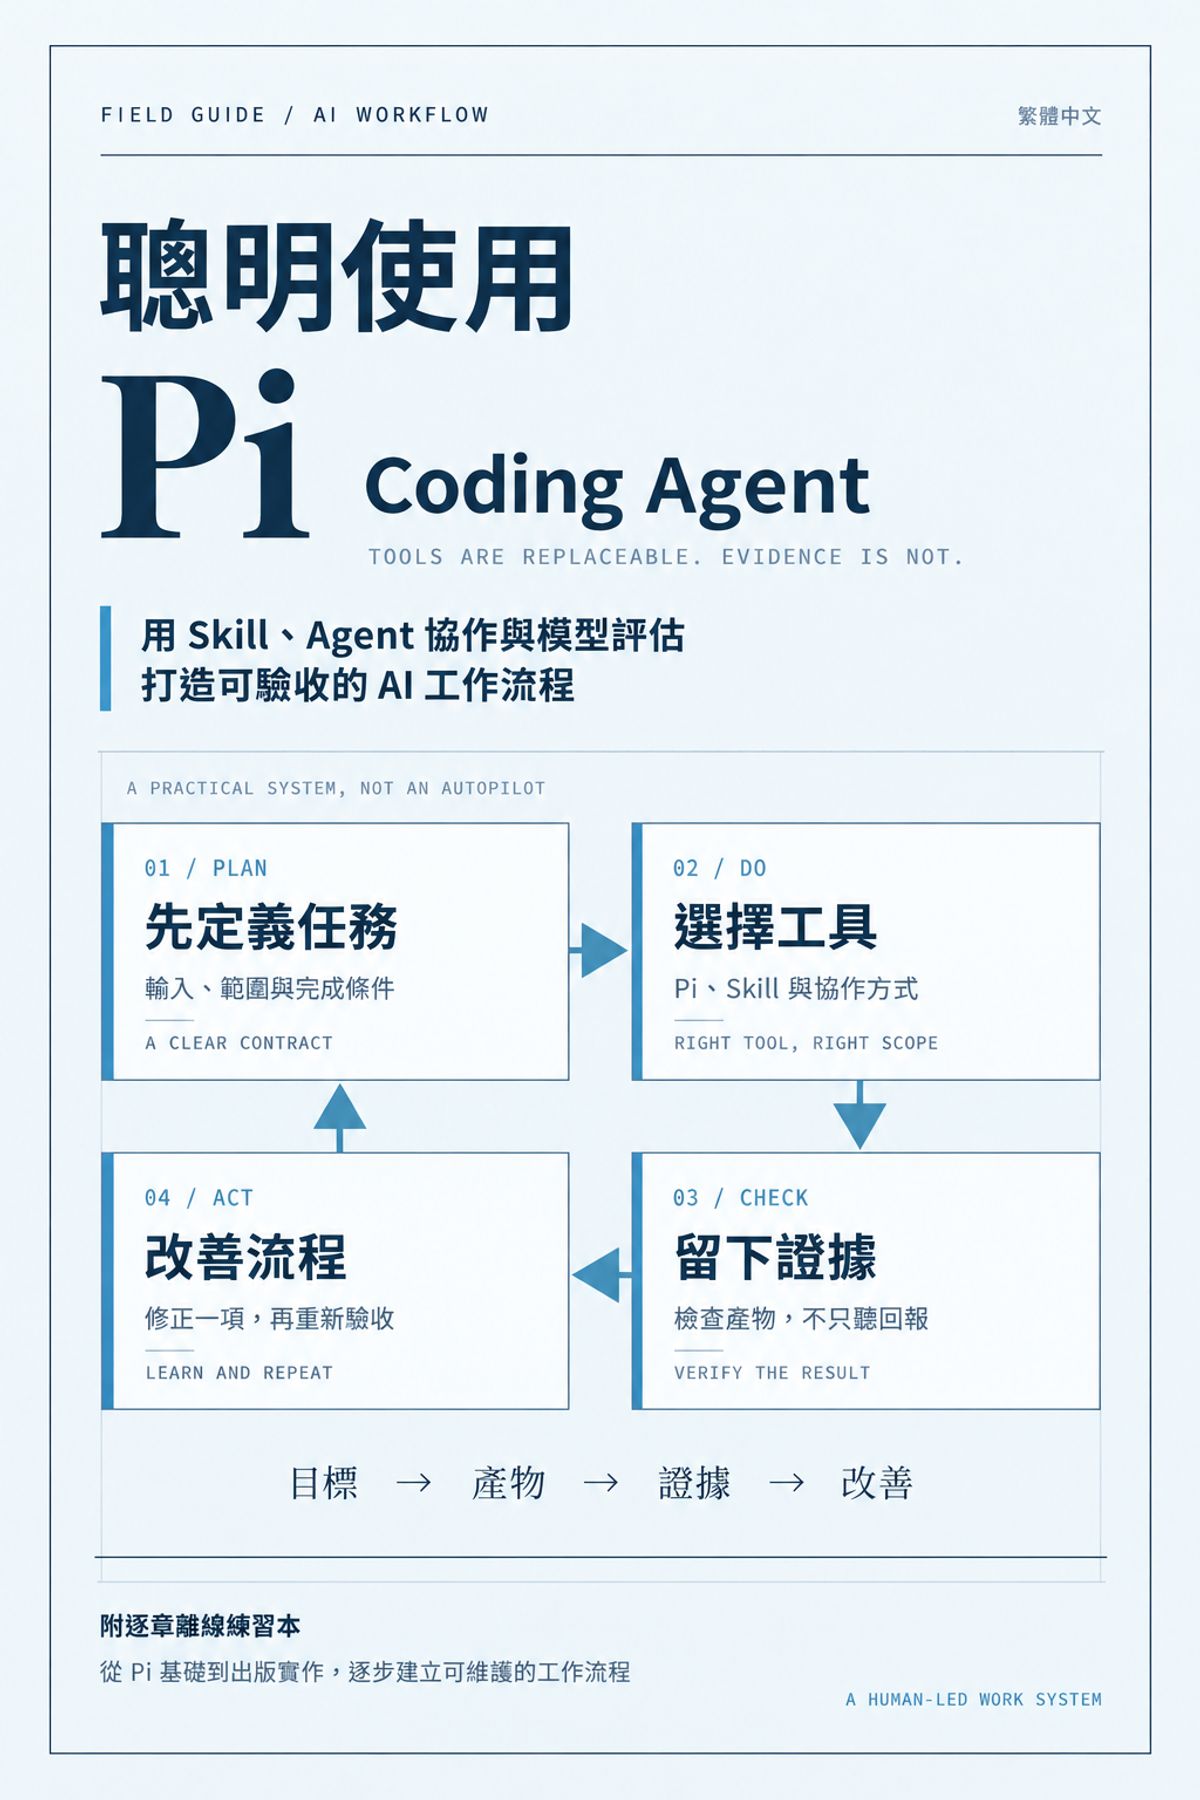 FIELD GUIDE / AI WORKFLOW
繁體中文
聰明使用
Pi Coding Agent
TOOLS ARE REPLACEABLE. EVIDENCE IS NOT.
用 Skill、Agent 協作與模型評估
打造可驗收的 AI 工作流程
A PRACTICAL SYSTEM, NOT AN AUTOPILOT
01 / PLAN
先定義任務
輸入、範圍與完成條件
A CLEAR CONTRACT
02 / DO
選擇工具
Pi、Skill 與協作方式
RIGHT TOOL, RIGHT SCOPE
03 / CHECK
留下證據
檢查產物，不只聽回報
VERIFY THE RESULT
04 / ACT
改善流程
修正一項，再重新驗收
LEARN AND REPEAT
目標 → 產物 → 證據 → 改善
附逐章離線練習本
從 Pi 基礎到出版實作，逐步建立可維護的工作流程
A HUMAN-LED WORK SYSTEM